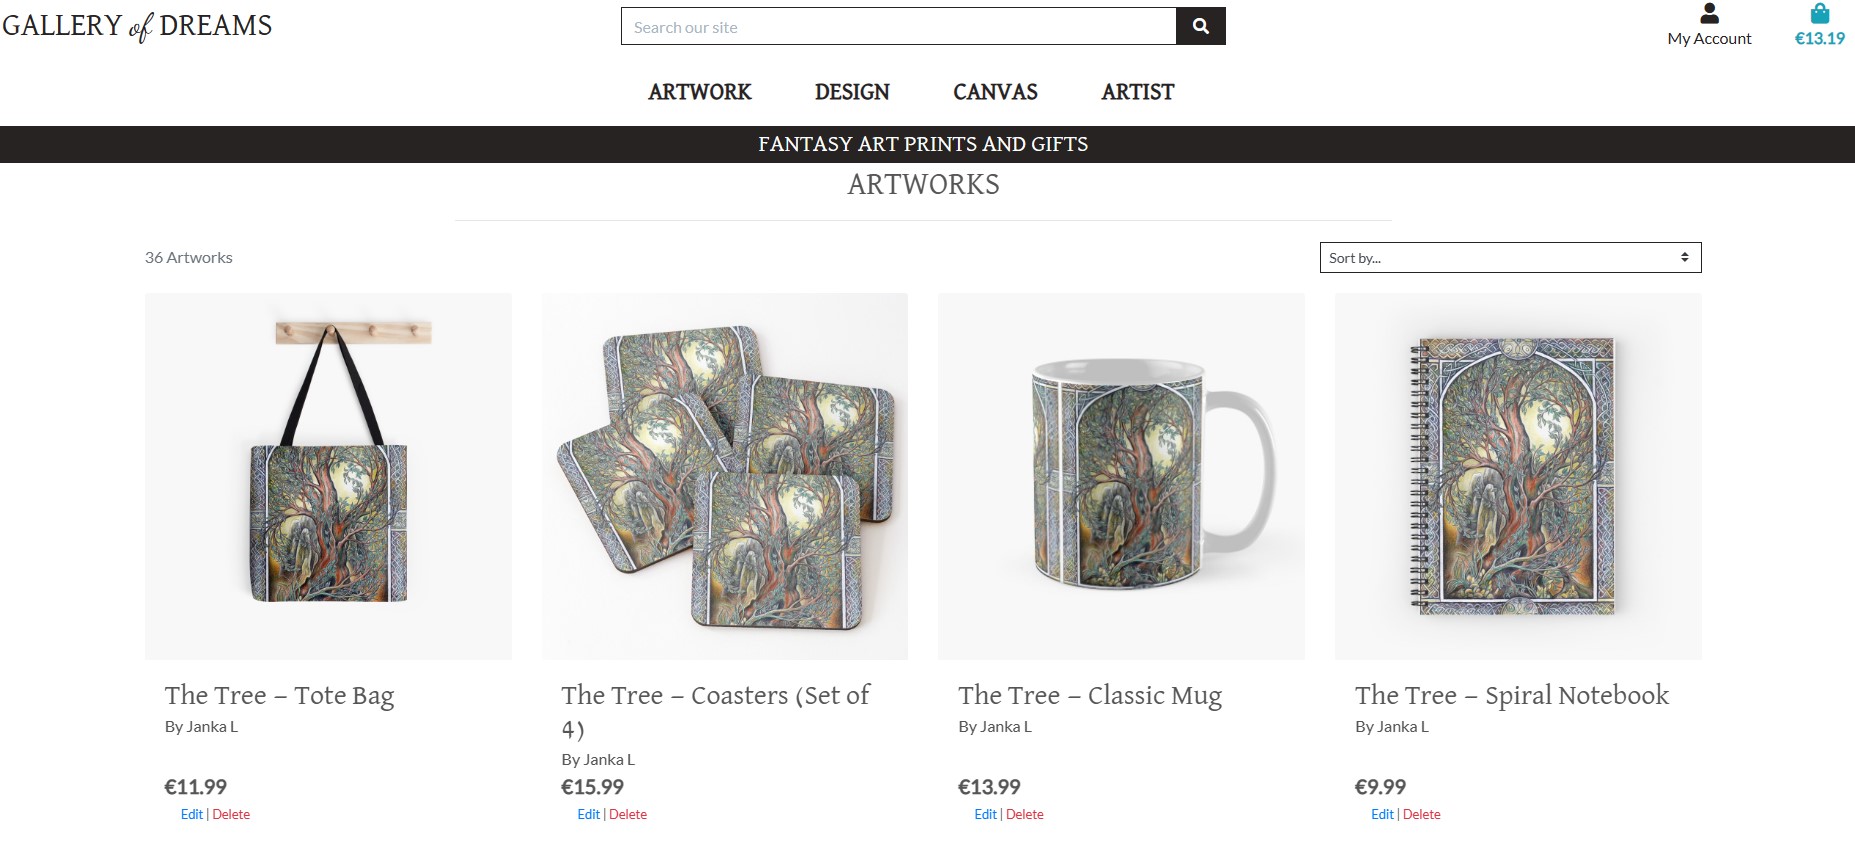 GALLERY of DREAMS
Search our site
My Account
€13.19
ARTWORK DESIGN CANVAS ARTIST
FANTASY ART PRINTS AND GIFTS
ARTWORKS
36 Artworks
Sort by...
The Tree – Tote Bag
By Janka L
€11.99
Edit | Delete
The Tree – Coasters (Set of
4)
By Janka L
€15.99
Edit | Delete
The Tree – Classic Mug
By Janka L
€13.99
Edit | Delete
The Tree – Spiral Notebook
By Janka L
€9.99
Edit | Delete